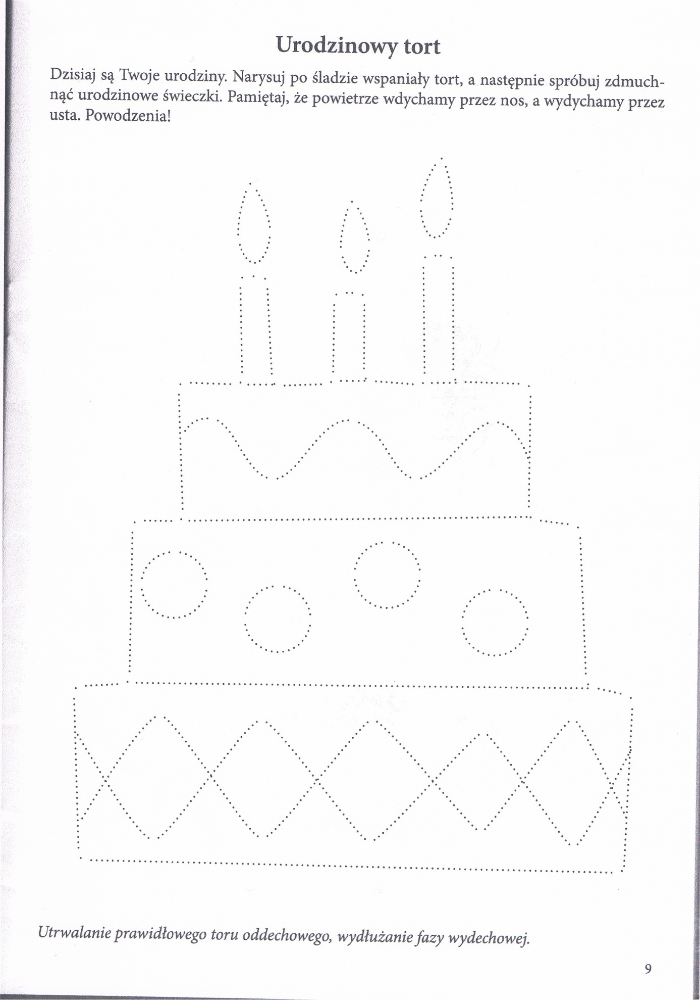 Urodzinowy tort
Dzisiaj są Twoje urodziny. Narysuj po śladzie wspaniały tort, a następnie spróbuj zdmuch-
nąć urodzinowe świeczki. Pamiętaj, że powietrze wdychamy przez nos, a wydychamy przez
usta. Powodzenia!
Utrwalanie prawidłowego toru oddechowego, wydłużanie fazy wydechowej.
9